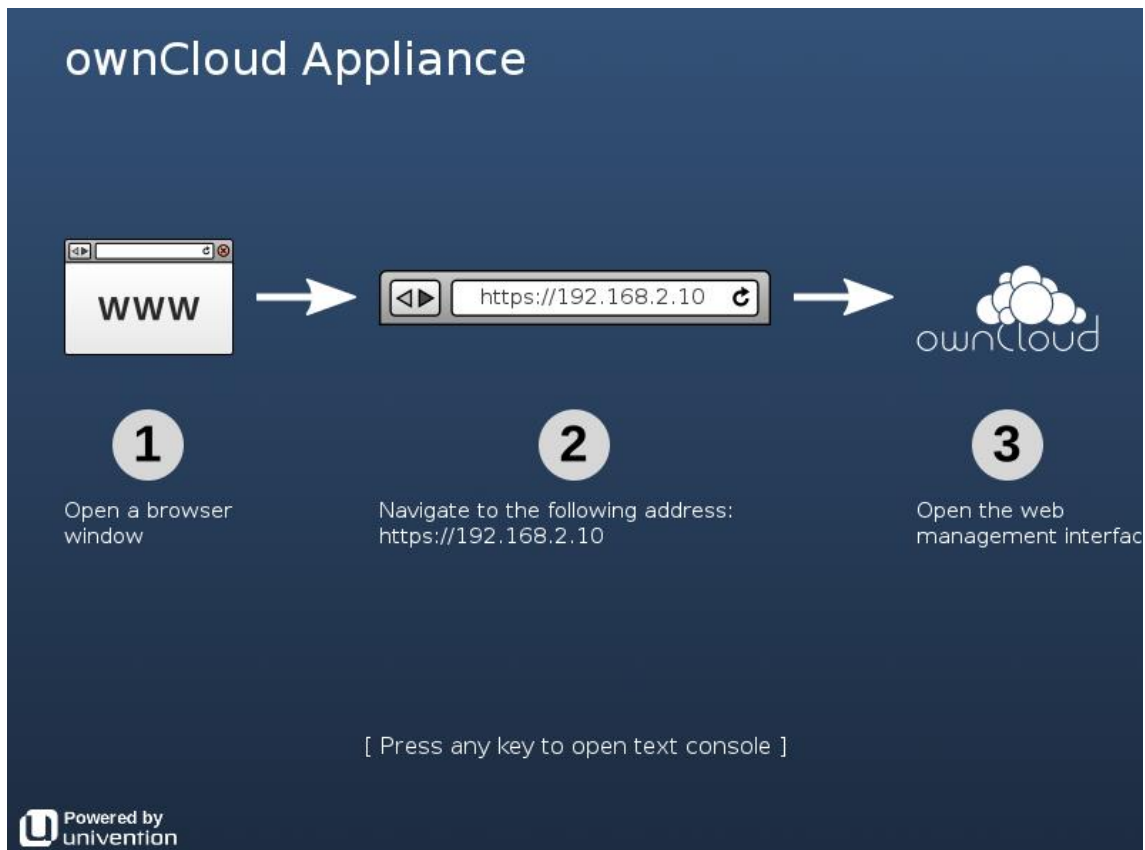 ownCloud Appliance
WWW
https://192.168.2.10
ownCloud
1
2
3
Open a browser
window
Navigate to the following address:
https://192.168.2.10
Open the web
management interfac
[ Press any key to open text console ]
Powered by
univention